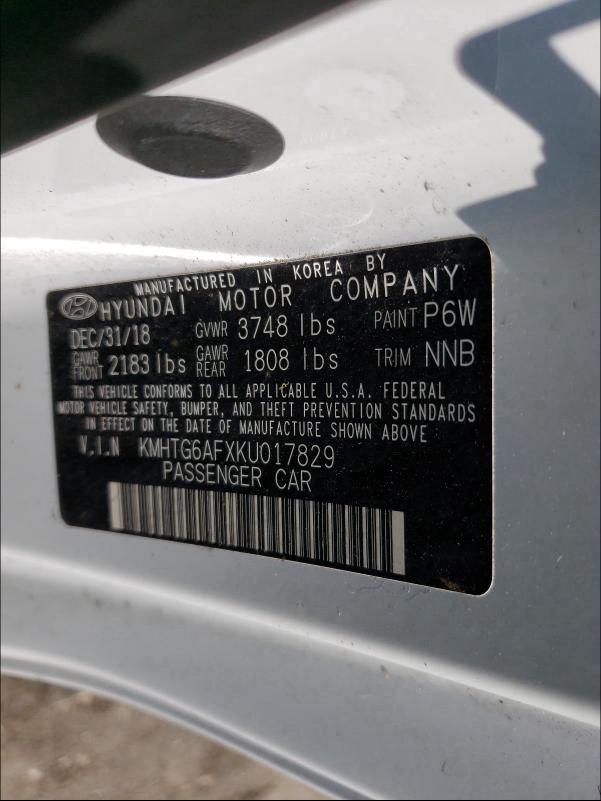 MANUFACTURED IN KOREA BY
HYUNDAI MOTOR COMPANY
DEC/31/18 GVWR 3748 lbs PAINT P6W
GAWR FRONT 2183 lbs GAWR REAR 1808 lbs TRIM NNB
THIS VEHICLE CONFORMS TO ALL APPLICABLE U.S.A. FEDERAL
MOTOR VEHICLE SAFETY, BUMPER, AND THEFT PREVENTION STANDARDS
IN EFFECT ON THE DATE OF MANUFACTURE SHOWN ABOVE
V.I.N KMHTG6AFXKU017829
PASSENGER CAR